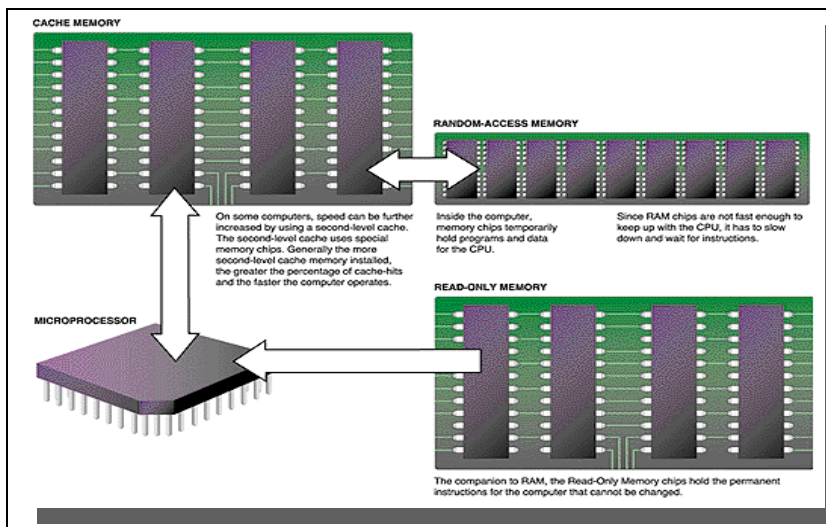 CACHE MEMORY
On some computers, speed can be further
increased by using a second-level cache.
The second-level cache uses special
memory chips. Generally the more
second-level cache memory installed,
the greater the percentage of cache-hits
and the faster the computer operates.
RANDOM-ACCESS MEMORY
Inside the computer,
memory chips temporarily
hold programs and data
for the CPU.
Since RAM chips are not fast enough to
keep up with the CPU, it has to slow
down and wait for instructions.
MICROPROCESSOR
READ-ONLY MEMORY
The companion to RAM, the Read-Only Memory chips hold the permanent
instructions for the computer that cannot be changed.